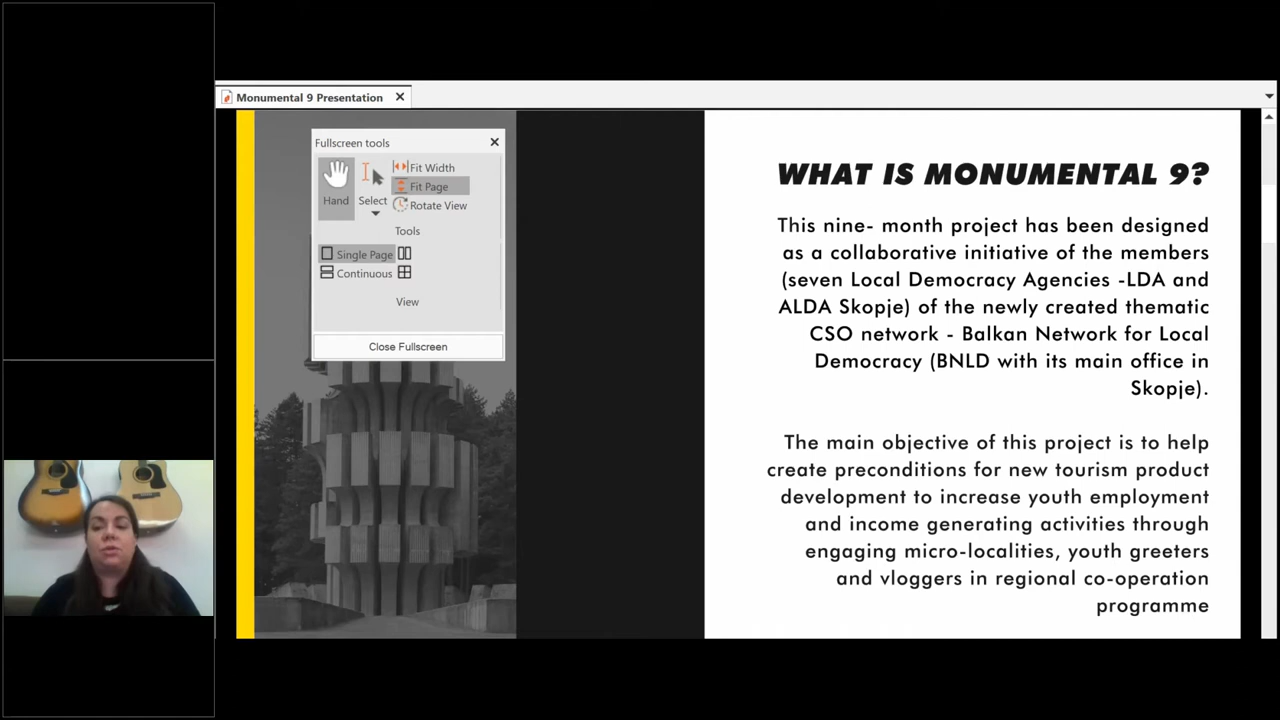 Monumental 9 Presentation
Fullscreen tools
Hand
Select
Fit Width
Fit Page
Rotate View
Tools
Single Page
Continuous
View
Close Fullscreen
WHAT IS MONUMENTAL 9?
This nine- month project has been designed
as a collaborative initiative of the members
(seven Local Democracy Agencies -LDA and
ALDA Skopje) of the newly created thematic
CSO network - Balkan Network for Local
Democracy (BNLD with its main office in
Skopje).
The main objective of this project is to help
create preconditions for new tourism product
development to increase youth employment
and income generating activities through
engaging micro-localities, youth greeters
and vloggers in regional co-operation
programme